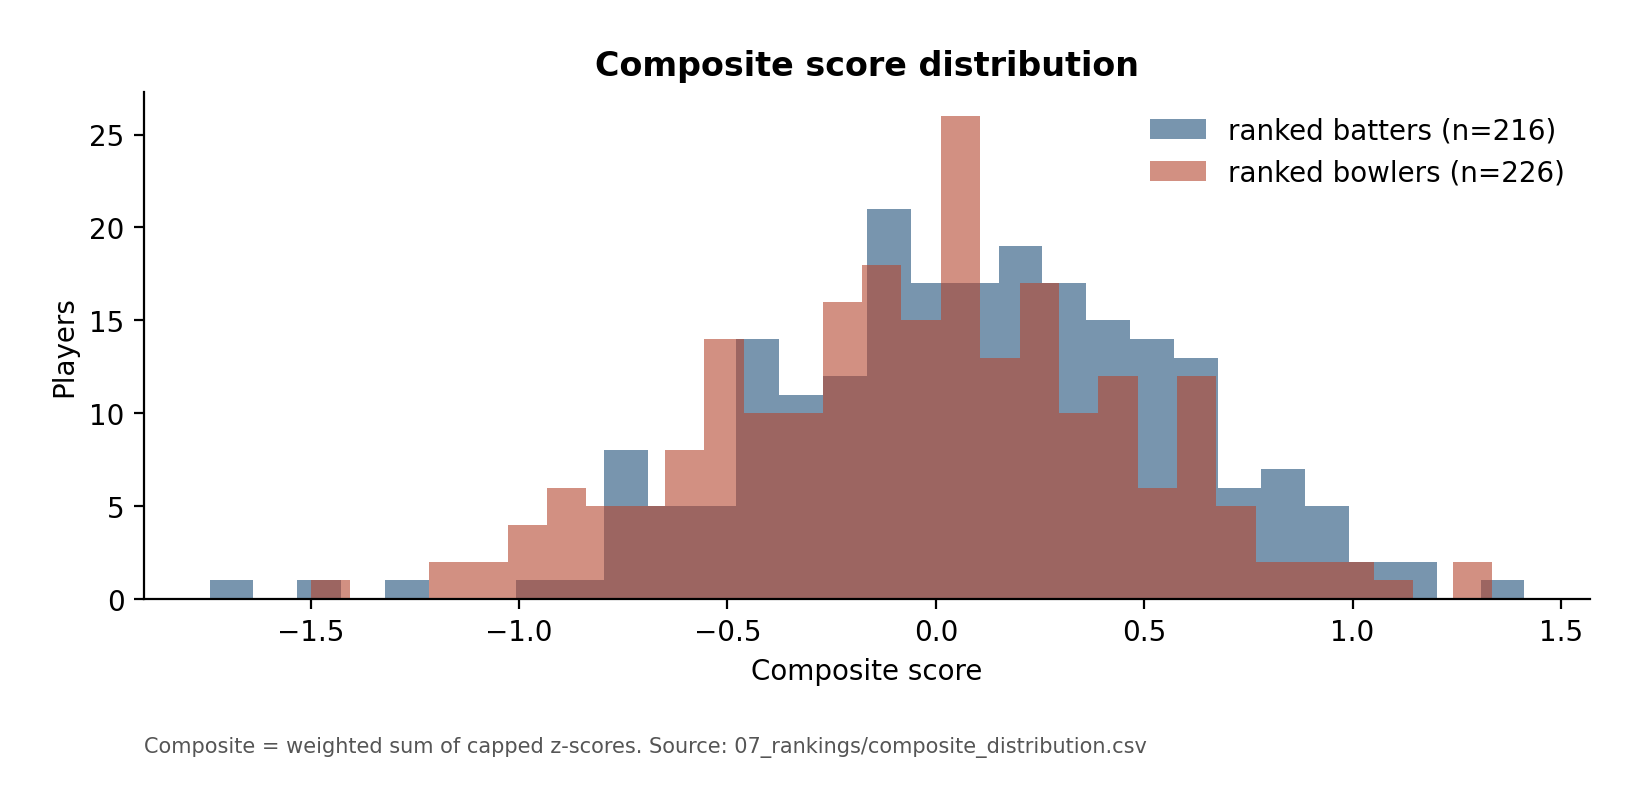 Composite score distribution
ranked batters (n=216)
ranked bowlers (n=226)
Players
25
20
15
10
5
0
−1.5
−1.0
−0.5
0.0
0.5
1.0
1.5
Composite score
Composite = weighted sum of capped z-scores. Source: 07_rankings/composite_distribution.csv